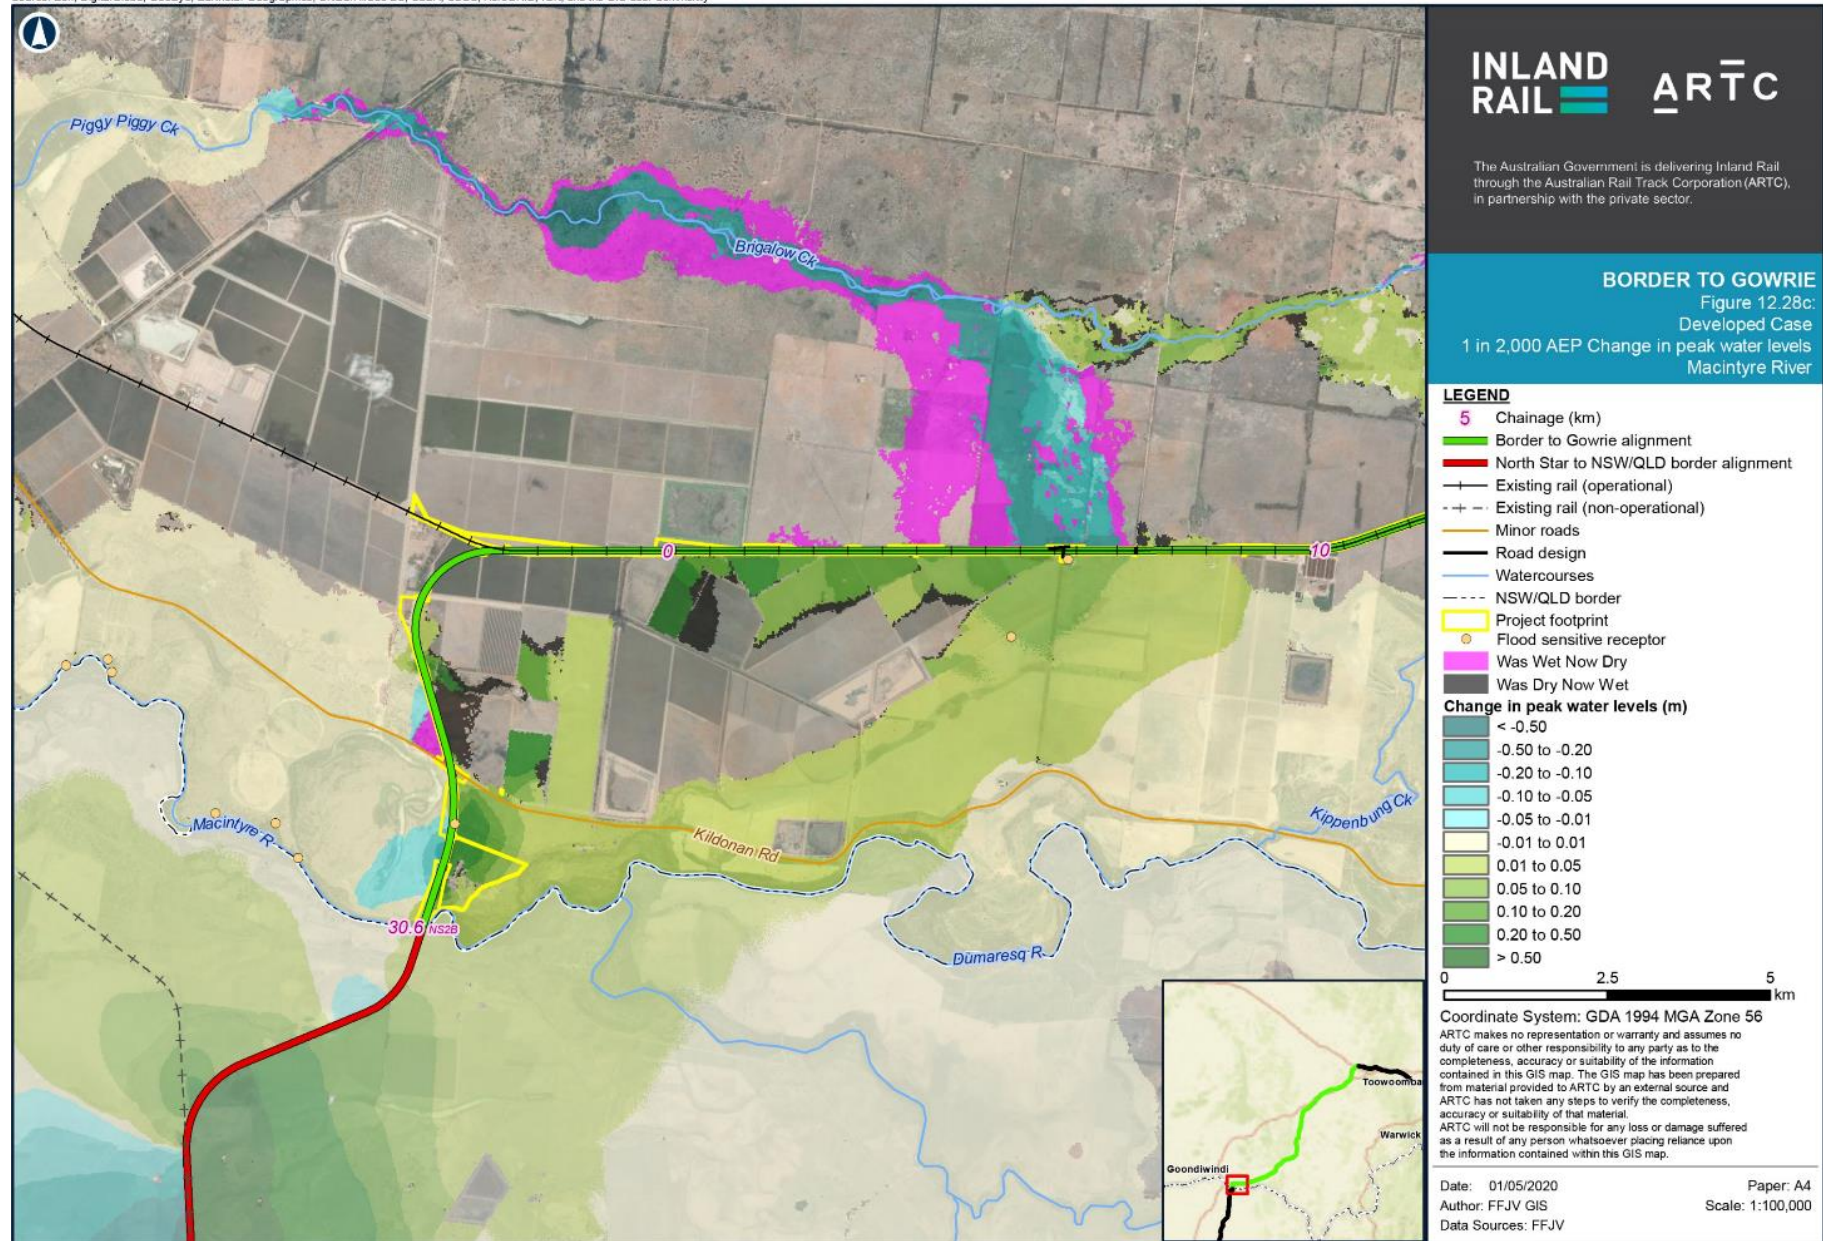 Piggy Piggy Ck
Brigalow Ck
0
10
Kippenbung Ck
Macintyre R
Kildonan Rd
30.6 NS2B
Dumaresq R
Toowoomba
Warwick
Goondiwindi
INLAND
RAIL
ARTC
The Australian Government is delivering Inland Rail
through the Australian Rail Track Corporation (ARTC),
in partnership with the private sector.
BORDER TO GOWRIE
Figure 12.28c:
Developed Case
1 in 2,000 AEP Change in peak water levels
Macintyre River
LEGEND
5 Chainage (km)
Border to Gowrie alignment
North Star to NSW/QLD border alignment
Existing rail (operational)
Existing rail (non-operational)
Minor roads
Road design
Watercourses
NSW/QLD border
Project footprint
Flood sensitive receptor
Was Wet Now Dry
Was Dry Now Wet
Change in peak water levels (m)
< -0.50
-0.50 to -0.20
-0.20 to -0.10
-0.10 to -0.05
-0.05 to -0.01
-0.01 to 0.01
0.01 to 0.05
0.05 to 0.10
0.10 to 0.20
0.20 to 0.50
> 0.50
0 2.5 5
km
Coordinate System: GDA 1994 MGA Zone 56
ARTC makes no representation or warranty and assumes no
duty of care or other responsibility to any party as to the
completeness, accuracy or suitability of the information
contained in this GIS map. The GIS map has been prepared
from material provided to ARTC by an external source and
ARTC has not taken any steps to verify the completeness,
accuracy or suitability of that material.
ARTC will not be responsible for any loss or damage suffered
as a result of any person whatsoever placing reliance upon
the information contained within this GIS map.
Date: 01/05/2020 Paper: A4
Author: FFJV GIS Scale: 1:100,000
Data Sources: FFJV